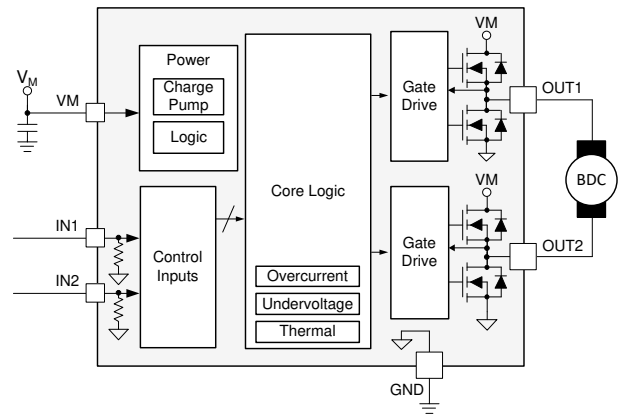 VM
VM
Power
Charge
Pump
Logic
IN1
IN2
Control
Inputs
Core Logic
Overcurrent
Undervoltage
Thermal
Gate
Drive
VM
OUT1
BDC
Gate
Drive
VM
OUT2
GND